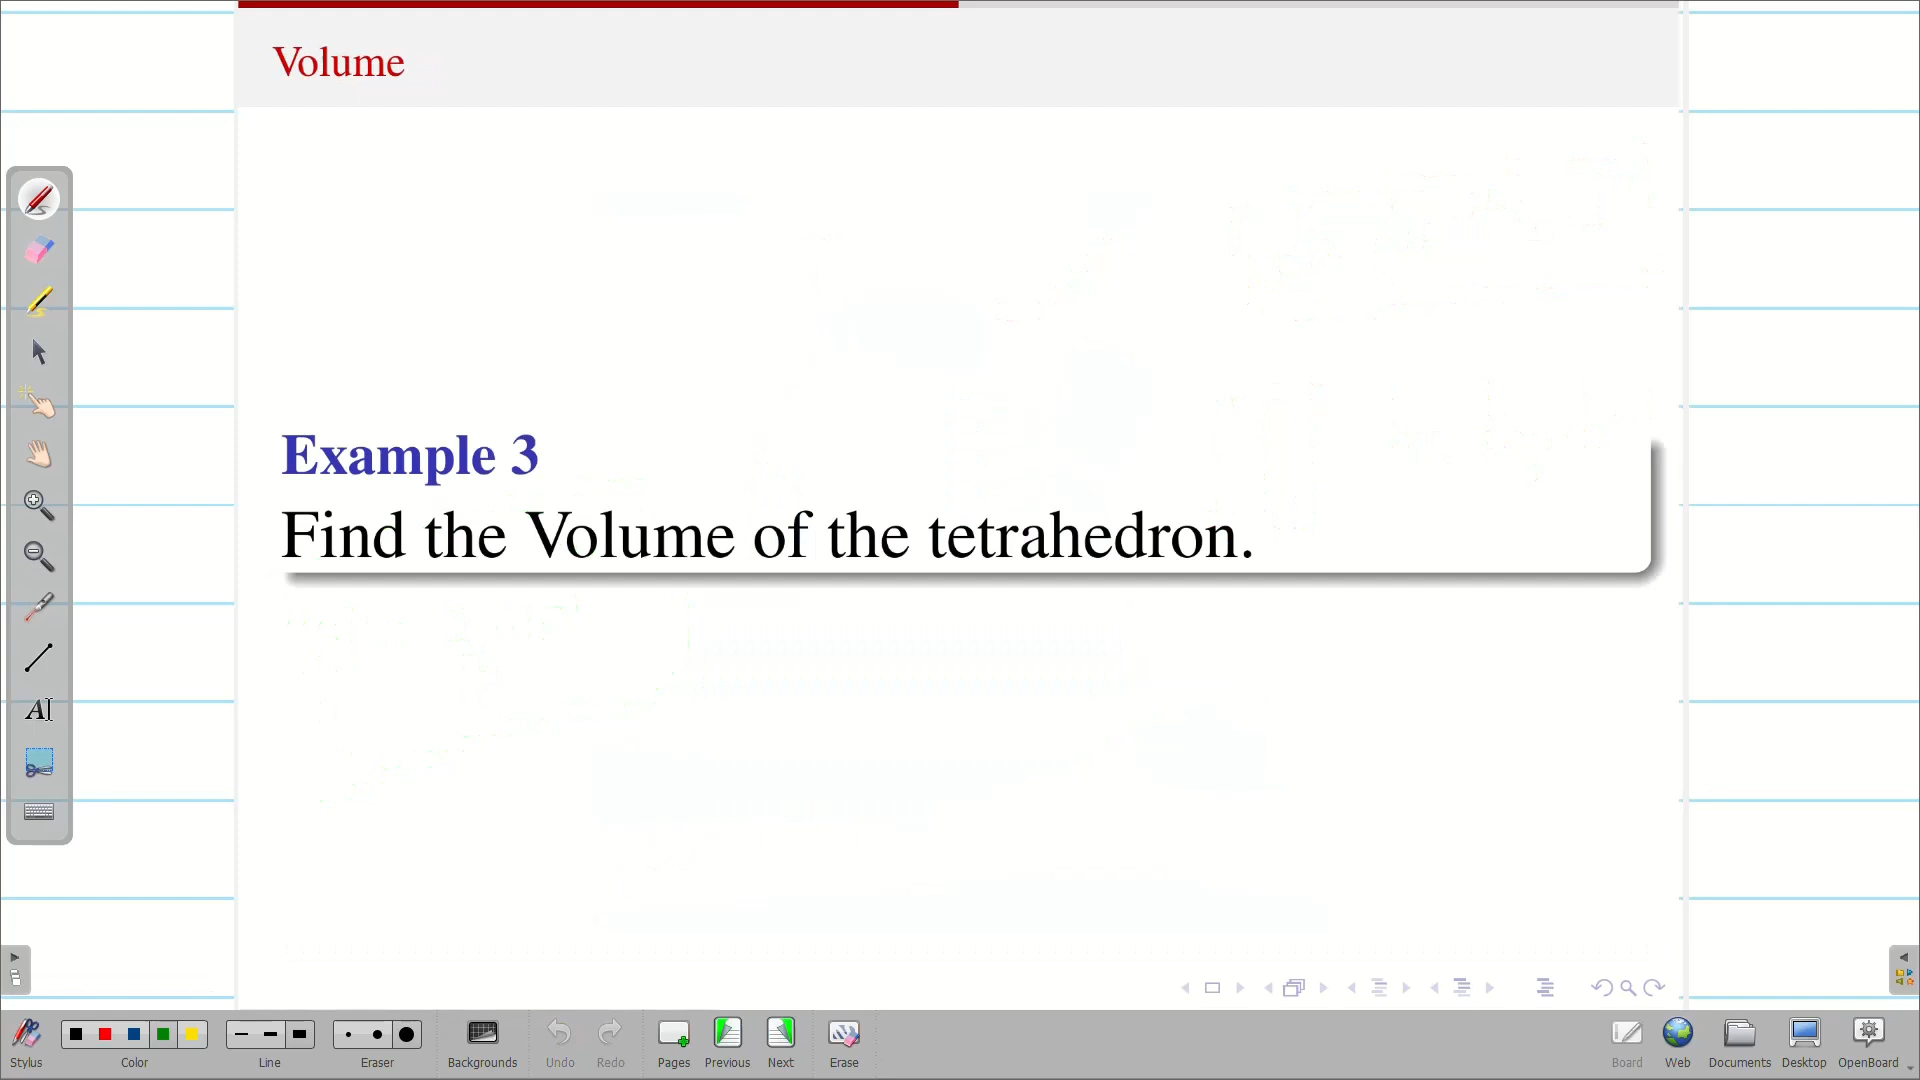 Volume
Example 3
Find the Volume of the tetrahedron.
Stylus
Color
Line
Eraser
Backgrounds
Undo
Redo
Pages
Previous
Next
Erase
Board
Web
Documents
Desktop
OpenBoard